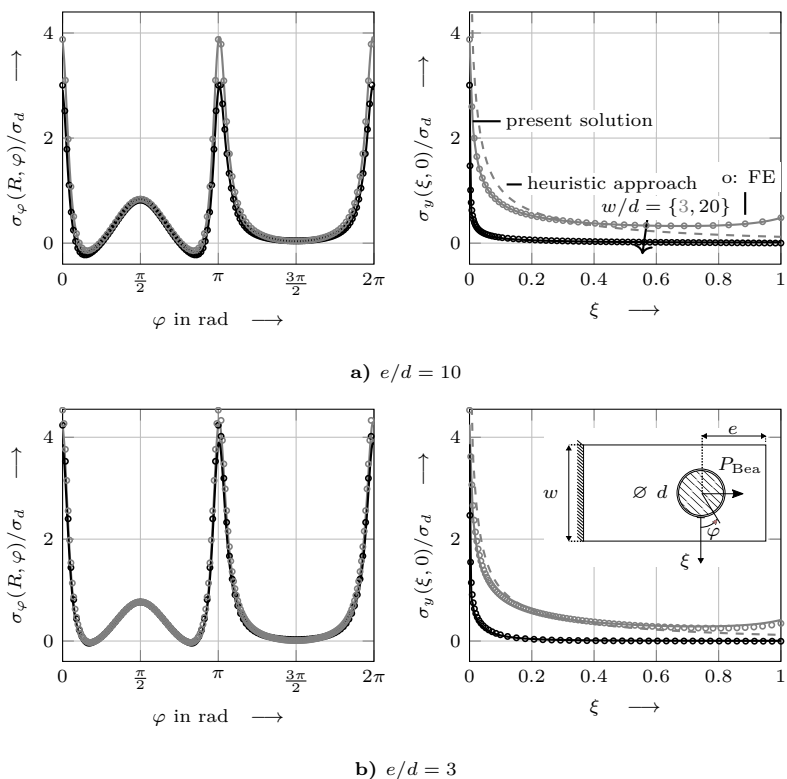 4
2
0
σφ(R, φ)/σd ⟶
0
π/2
π
3π/2
2π
φ in rad ⟶
4
2
0
σy(ξ, 0)/σd ⟶
present solution
heuristic approach
o: FE
w/d = {3, 20}
0
0.2
0.4
0.6
0.8
1
ξ ⟶
a) e/d = 10
4
2
0
σφ(R, φ)/σd ⟶
0
π/2
π
3π/2
2π
φ in rad ⟶
4
2
0
σy(ξ, 0)/σd ⟶
e
PBea
w
∅ d
φ
ξ
0
0.2
0.4
0.6
0.8
1
ξ ⟶
b) e/d = 3